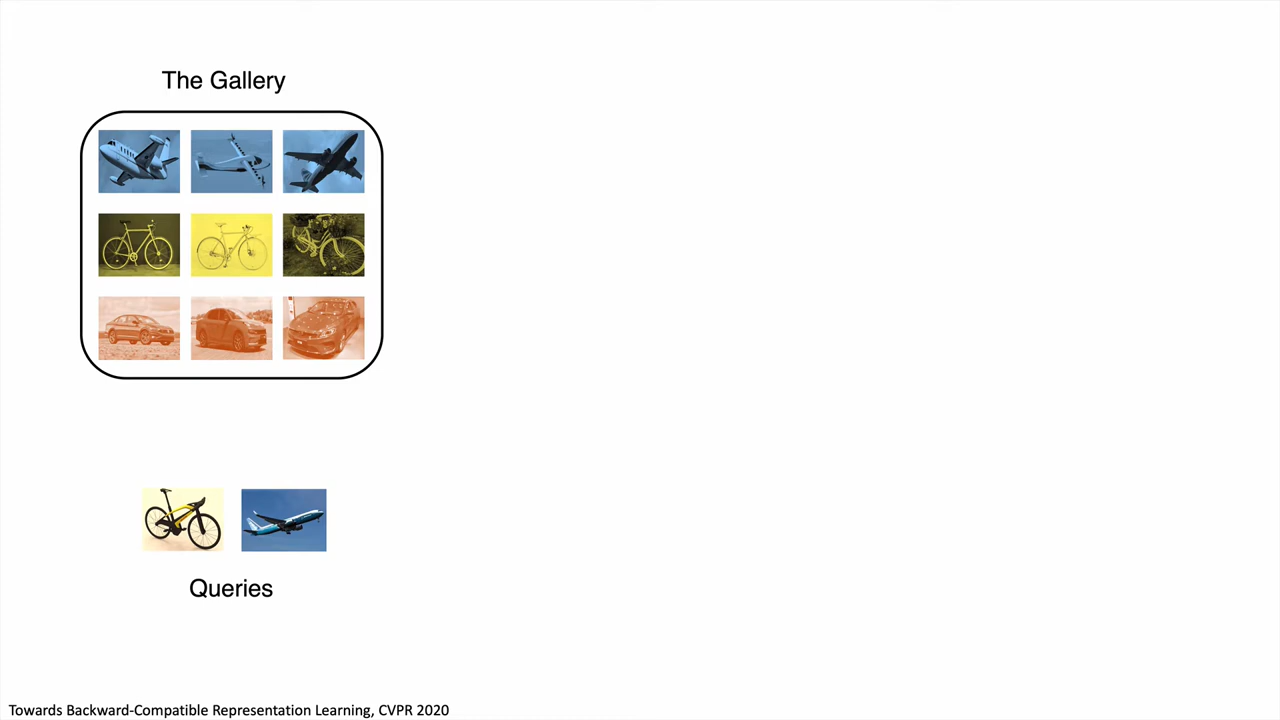 The Gallery
Queries
Towards Backward-Compatible Representation Learning, CVPR 2020